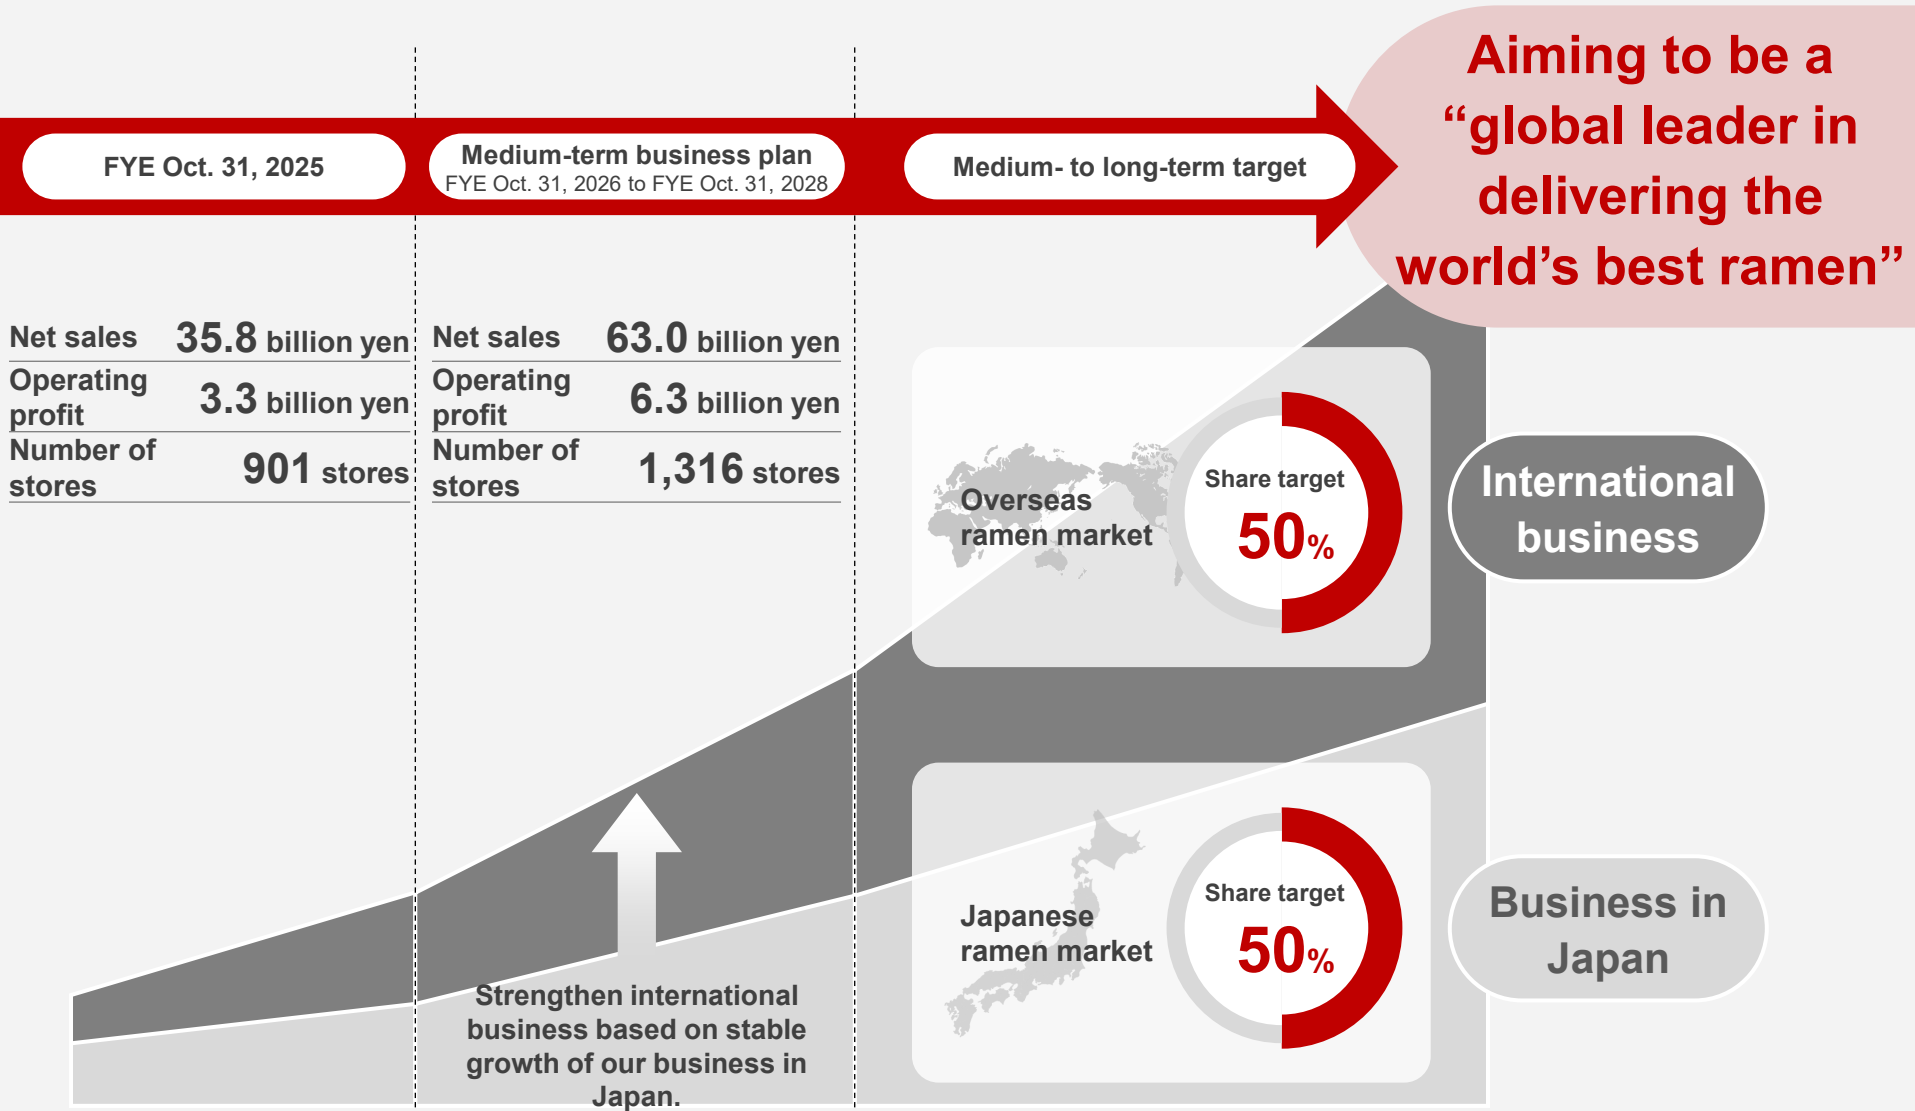 Aiming to be a
“global leader in
delivering the
world’s best ramen”
FYE Oct. 31, 2025
Medium-term business plan
FYE Oct. 31, 2026 to FYE Oct. 31, 2028
Medium- to long-term target
Net sales 35.8 billion yen
Operating
profit 3.3 billion yen
Number of
stores 901 stores
Net sales 63.0 billion yen
Operating
profit 6.3 billion yen
Number of
stores 1,316 stores
Overseas
ramen market
Share target
50%
International
business
Japanese
ramen market
Share target
50%
Business in
Japan
Strengthen international
business based on stable
growth of our business in
Japan.